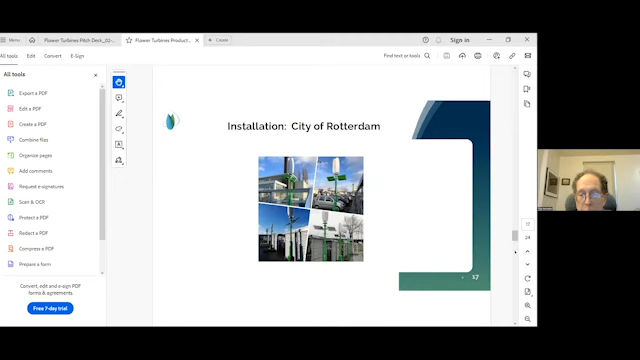 Menu
Flower Turbines Pitch Deck_02-
Flower Turbines Product...
Create
Sign in
All tools
Edit
Convert
E-Sign
Find text or tools
All tools
Export a PDF
Edit a PDF
Create a PDF
Combine files
Organize pages
Add comments
Request e-signatures
Scan & OCR
Protect a PDF
Redact a PDF
Compress a PDF
Prepare a form
Convert, edit and e-sign PDF
forms & agreements.
Free 7-day trial
Installation: City of Rotterdam
17
17
24